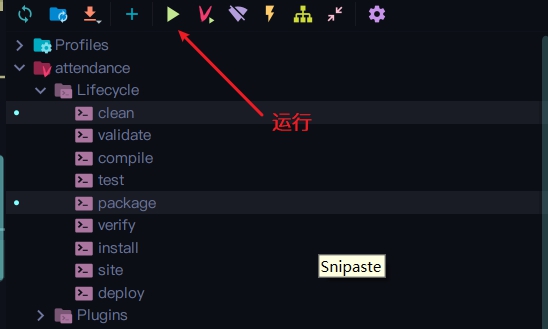 Profiles
attendance
Lifecycle
clean
运行
validate
compile
test
package
verify
install
Snipaste
site
deploy
Plugins